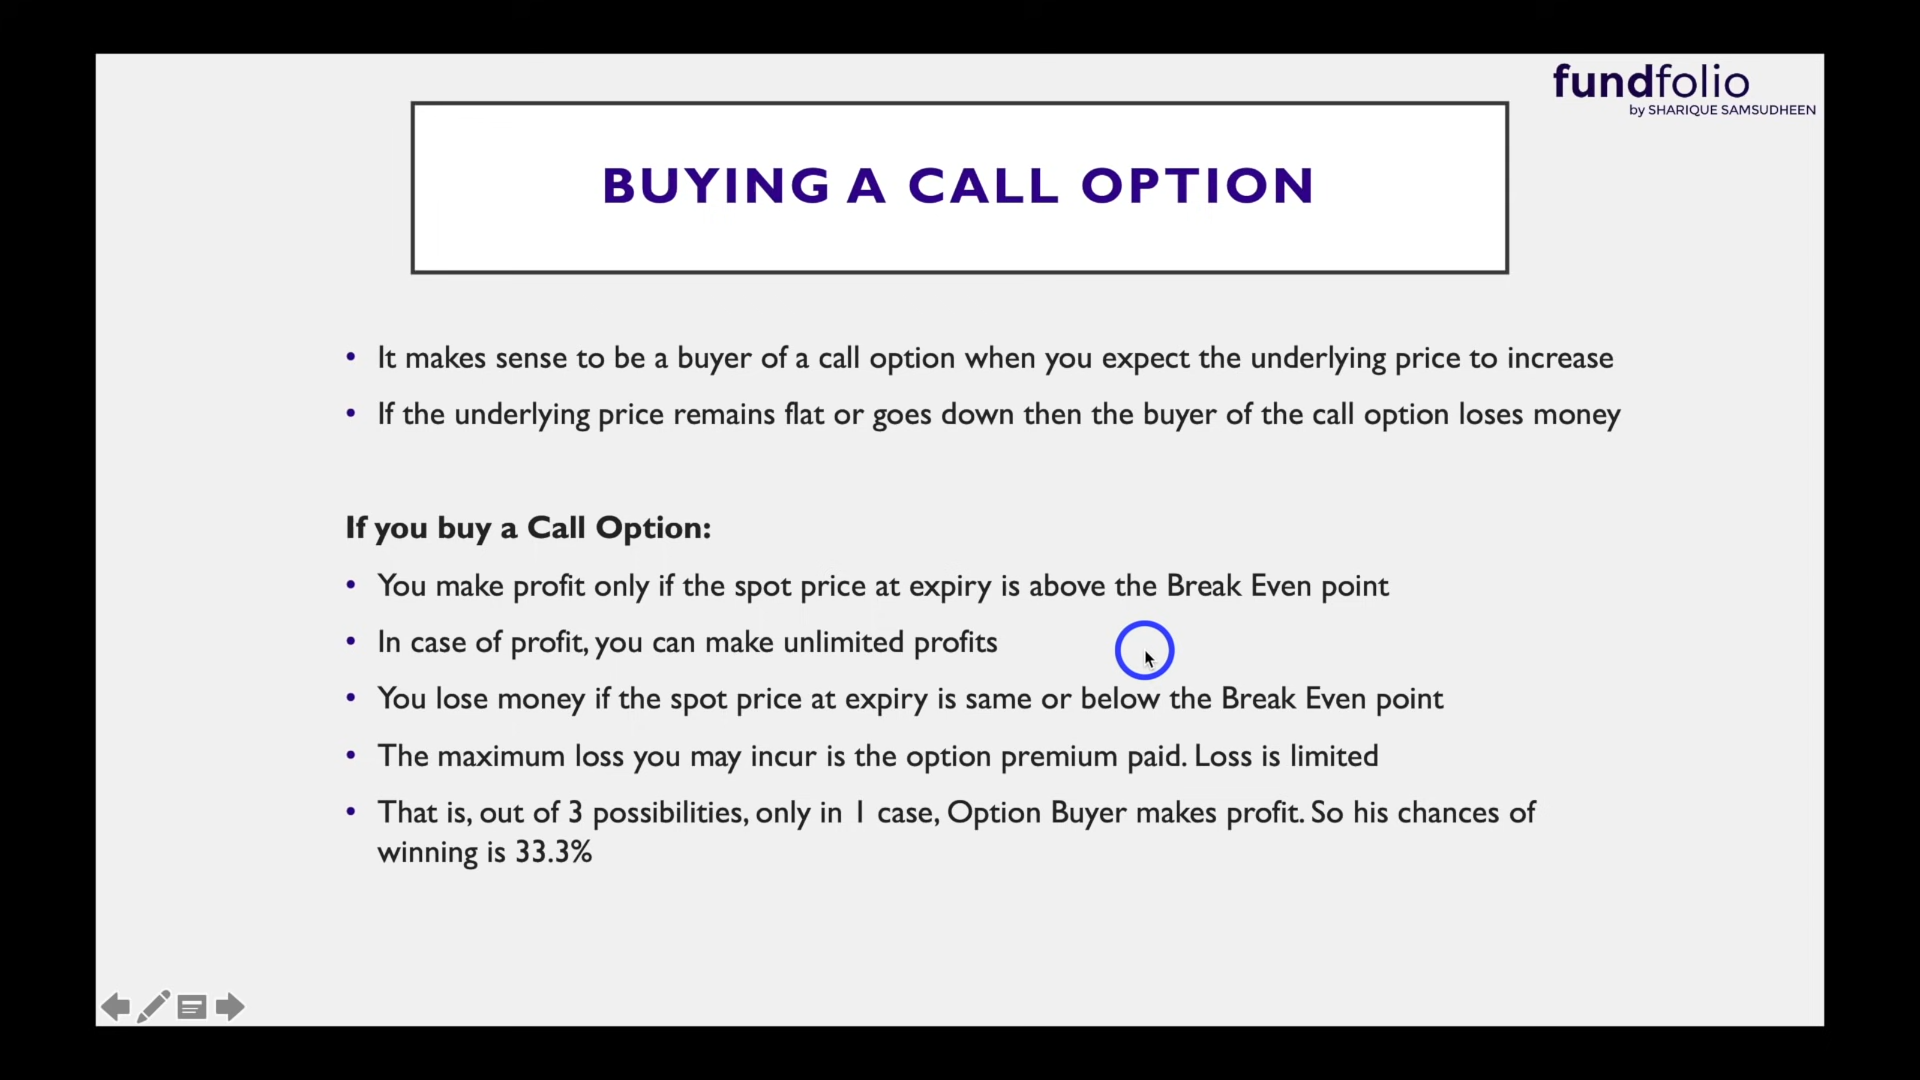 fundfolio
by SHARIQUE SAMSUDHEEN
BUYING A CALL OPTION
• It makes sense to be a buyer of a call option when you expect the underlying price to increase
• If the underlying price remains flat or goes down then the buyer of the call option loses money
If you buy a Call Option:
• You make profit only if the spot price at expiry is above the Break Even point
• In case of profit, you can make unlimited profits
• You lose money if the spot price at expiry is same or below the Break Even point
• The maximum loss you may incur is the option premium paid. Loss is limited
• That is, out of 3 possibilities, only in 1 case, Option Buyer makes profit. So his chances of
winning is 33.3%